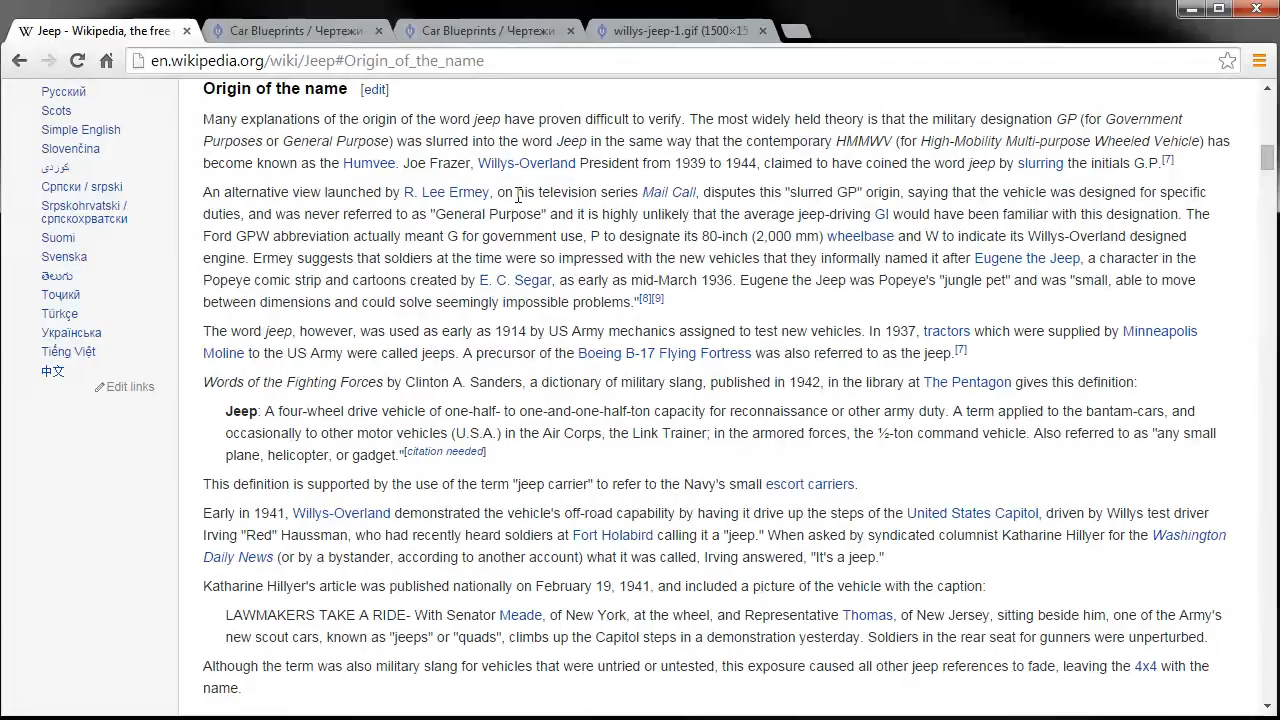 Jeep - Wikipedia, the free
Car Blueprints / Чертежи
Car Blueprints / Чертежи
willys-jeep-1.gif (1500×15
en.wikipedia.org/wiki/Jeep#Origin_of_the_name
Русский
Scots
Simple English
Slovenčina
کوردی
Српски / srpski
Srpskohrvatski /
српскохрватски
Suomi
Svenska
తెలుగు
Тоҷикӣ
Türkçe
Українська
Tiếng Việt
中文
Edit links
Origin of the name [edit]
Many explanations of the origin of the word jeep have proven difficult to verify. The most widely held theory is that the military designation GP (for Government
Purposes or General Purpose) was slurred into the word Jeep in the same way that the contemporary HMMWV (for High-Mobility Multi-purpose Wheeled Vehicle) has
become known as the Humvee. Joe Frazer, Willys-Overland President from 1939 to 1944, claimed to have coined the word jeep by slurring the initials G.P.[7]
An alternative view launched by R. Lee Ermey, on his television series Mail Call, disputes this "slurred GP" origin, saying that the vehicle was designed for specific
duties, and was never referred to as "General Purpose" and it is highly unlikely that the average jeep-driving GI would have been familiar with this designation. The
Ford GPW abbreviation actually meant G for government use, P to designate its 80-inch (2,000 mm) wheelbase and W to indicate its Willys-Overland designed
engine. Ermey suggests that soldiers at the time were so impressed with the new vehicles that they informally named it after Eugene the Jeep, a character in the
Popeye comic strip and cartoons created by E. C. Segar, as early as mid-March 1936. Eugene the Jeep was Popeye's "jungle pet" and was "small, able to move
between dimensions and could solve seemingly impossible problems."[8][9]
The word jeep, however, was used as early as 1914 by US Army mechanics assigned to test new vehicles. In 1937, tractors which were supplied by Minneapolis
Moline to the US Army were called jeeps. A precursor of the Boeing B-17 Flying Fortress was also referred to as the jeep.[7]
Words of the Fighting Forces by Clinton A. Sanders, a dictionary of military slang, published in 1942, in the library at The Pentagon gives this definition:
Jeep: A four-wheel drive vehicle of one-half- to one-and-one-half-ton capacity for reconnaissance or other army duty. A term applied to the bantam-cars, and
occasionally to other motor vehicles (U.S.A.) in the Air Corps, the Link Trainer; in the armored forces, the ½-ton command vehicle. Also referred to as "any small
plane, helicopter, or gadget."[citation needed]
This definition is supported by the use of the term "jeep carrier" to refer to the Navy's small escort carriers.
Early in 1941, Willys-Overland demonstrated the vehicle's off-road capability by having it drive up the steps of the United States Capitol, driven by Willys test driver
Irving "Red" Haussman, who had recently heard soldiers at Fort Holabird calling it a "jeep." When asked by syndicated columnist Katharine Hillyer for the Washington
Daily News (or by a bystander, according to another account) what it was called, Irving answered, "It's a jeep."
Katharine Hillyer's article was published nationally on February 19, 1941, and included a picture of the vehicle with the caption:
LAWMAKERS TAKE A RIDE- With Senator Meade, of New York, at the wheel, and Representative Thomas, of New Jersey, sitting beside him, one of the Army's
new scout cars, known as "jeeps" or "quads", climbs up the Capitol steps in a demonstration yesterday. Soldiers in the rear seat for gunners were unperturbed.
Although the term was also military slang for vehicles that were untried or untested, this exposure caused all other jeep references to fade, leaving the 4x4 with the
name.